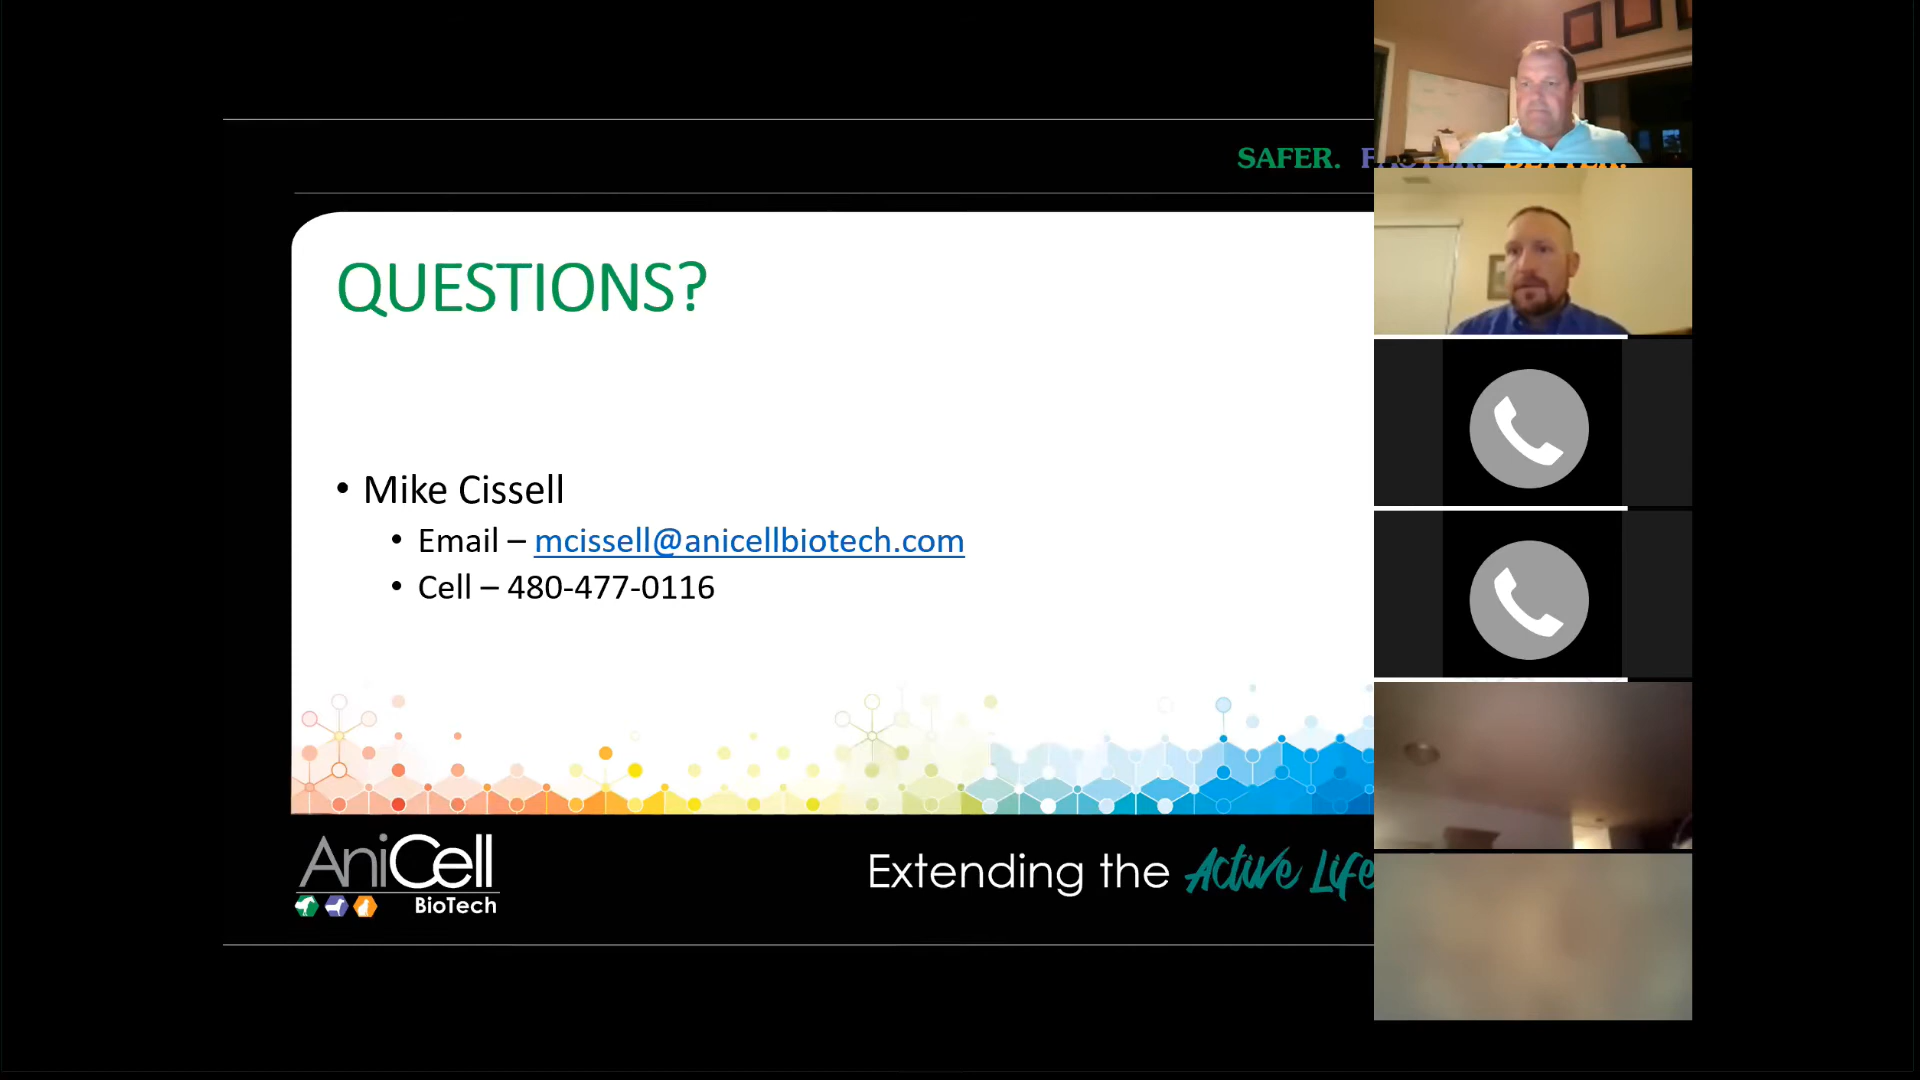 SAFER.
QUESTIONS?
• Mike Cissell
• Email – mcissell@anicellbiotech.com
• Cell – 480-477-0116
AniCell
BioTech
Extending the Active Life